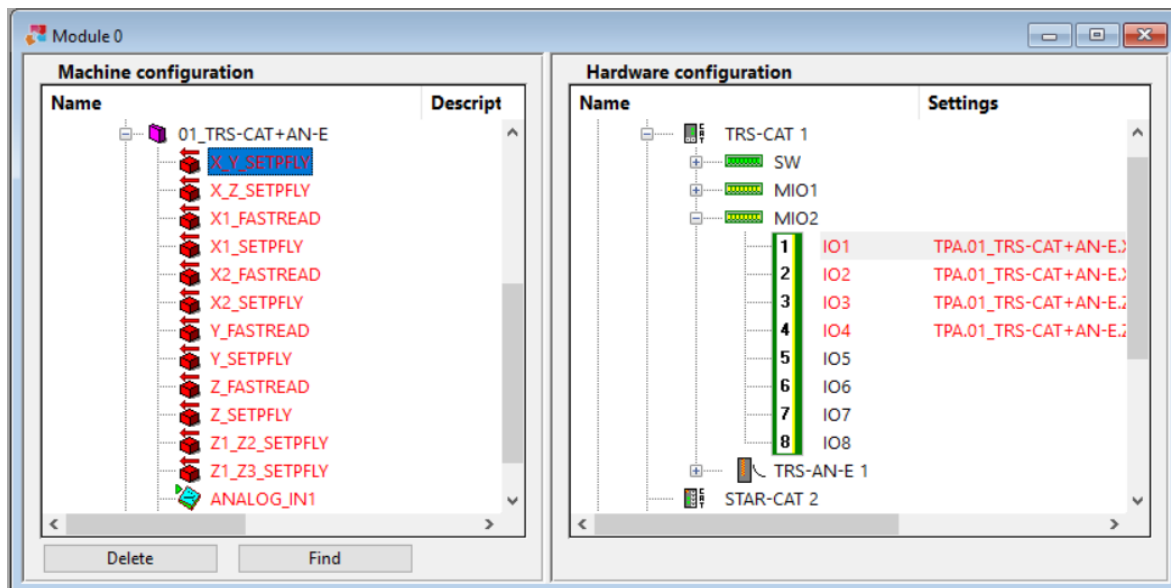 Module 0
Machine configuration
Name Descript
01_TRS-CAT+AN-E
X_Y_SETPFLY
X_Z_SETPFLY
X1_FASTREAD
X1_SETPFLY
X2_FASTREAD
X2_SETPFLY
Y_FASTREAD
Y_SETPFLY
Z_FASTREAD
Z_SETPFLY
Z1_Z2_SETPFLY
Z1_Z3_SETPFLY
ANALOG_IN1
Delete Find
Hardware configuration
Name Settings
TRS-CAT 1
SW
MIO1
MIO2
1 IO1 TPA.01_TRS-CAT+AN-E.X
2 IO2 TPA.01_TRS-CAT+AN-E.X
3 IO3 TPA.01_TRS-CAT+AN-E.Z
4 IO4 TPA.01_TRS-CAT+AN-E.Z
5 IO5
6 IO6
7 IO7
8 IO8
TRS-AN-E 1
STAR-CAT 2